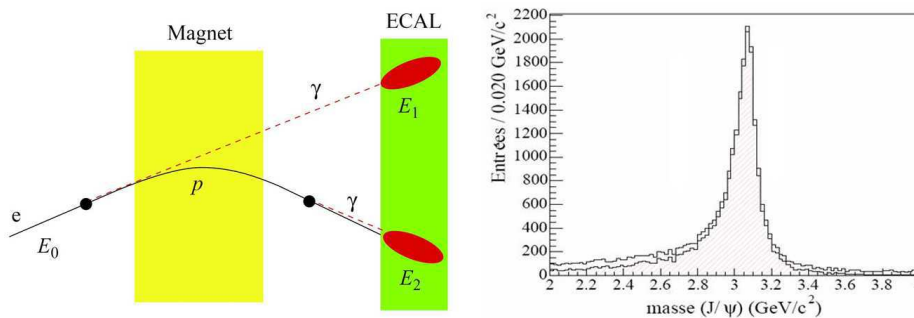 Magnet
ECAL
γ
E1
p
e
E0
γ
E2
Entrées / 0.020 GeV/c²
2200
2000
1800
1600
1400
1200
1000
800
600
400
200
0
2 2.2 2.4 2.6 2.8 3 3.2 3.4 3.6 3.8 4
masse (J/ψ) (GeV/c²)